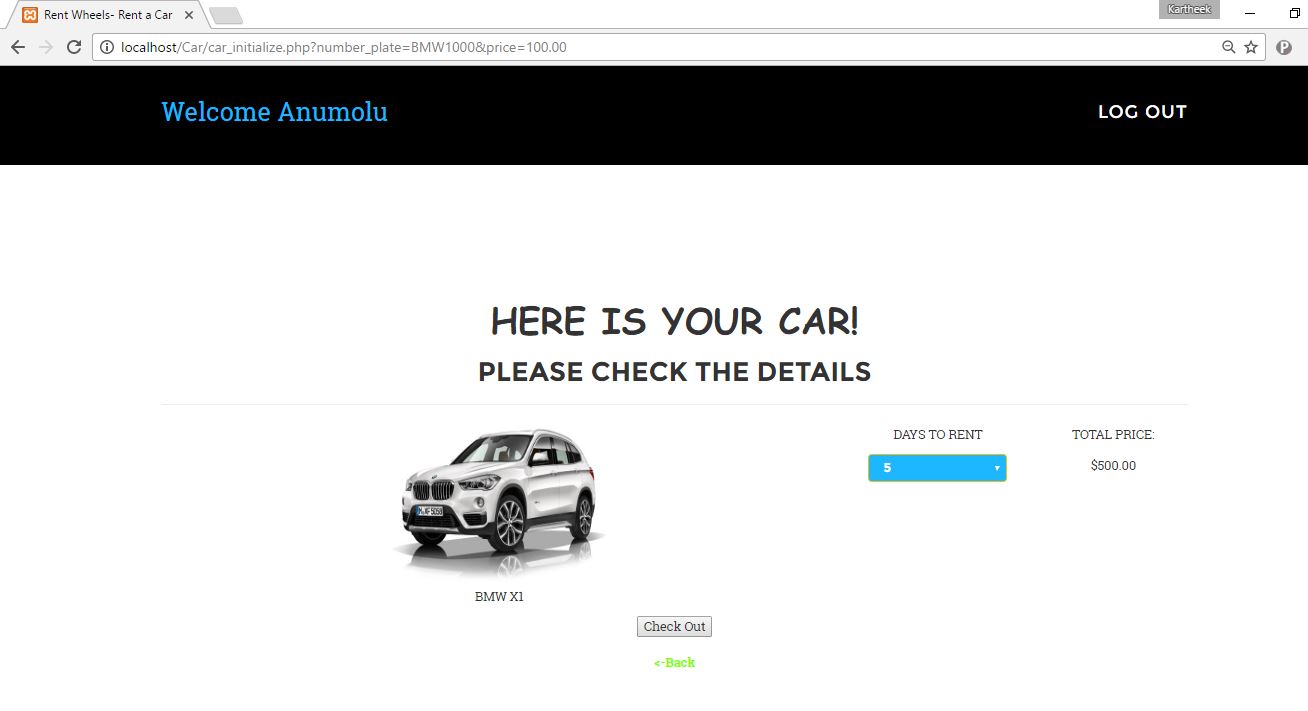 Rent Wheels- Rent a Car
Kartheek
localhost/Car/car_initialize.php?number_plate=BMW1000&price=100.00
Welcome Anumolu
LOG OUT
HERE IS YOUR CAR!
PLEASE CHECK THE DETAILS
DAYS TO RENT
TOTAL PRICE:
5
$500.00
BMW X1
Check Out
<-Back